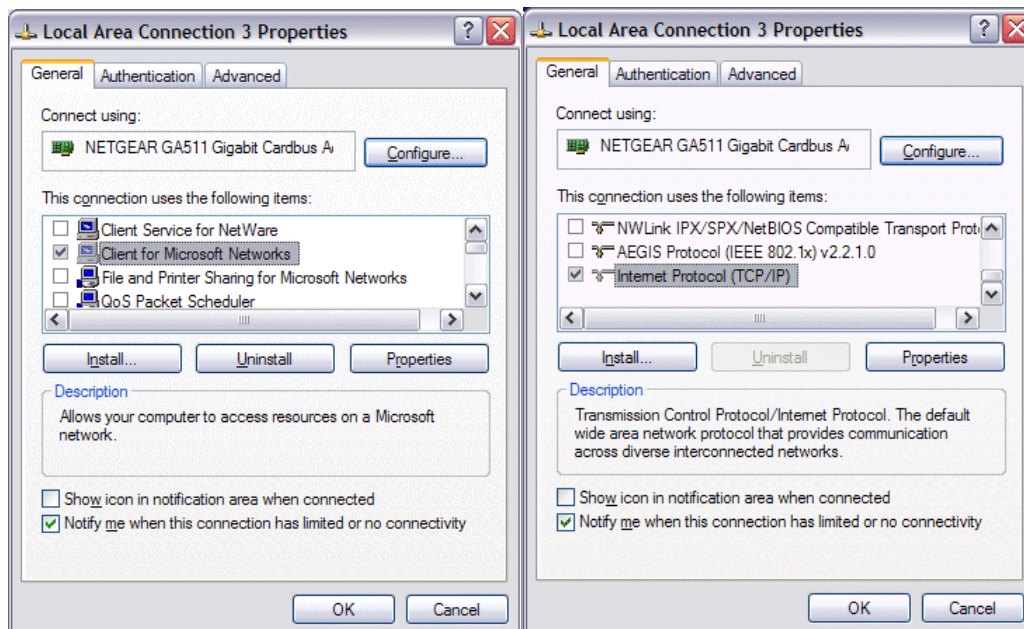 Local Area Connection 3 Properties
General
Authentication
Advanced
Connect using:
NETGEAR GA511 Gigabit Cardbus A
Configure...
This connection uses the following items:
Client Service for NetWare
Client for Microsoft Networks
File and Printer Sharing for Microsoft Networks
QoS Packet Scheduler
Install...
Uninstall
Properties
Description
Allows your computer to access resources on a Microsoft
network.
Show icon in notification area when connected
Notify me when this connection has limited or no connectivity
OK
Cancel
Local Area Connection 3 Properties
General
Authentication
Advanced
Connect using:
NETGEAR GA511 Gigabit Cardbus A
Configure...
This connection uses the following items:
NWLink IPX/SPX/NetBIOS Compatible Transport Prot
AEGIS Protocol (IEEE 802.1x) v2.2.1.0
Internet Protocol (TCP/IP)
Install...
Uninstall
Properties
Description
Transmission Control Protocol/Internet Protocol. The default
wide area network protocol that provides communication
across diverse interconnected networks.
Show icon in notification area when connected
Notify me when this connection has limited or no connectivity
OK
Cancel